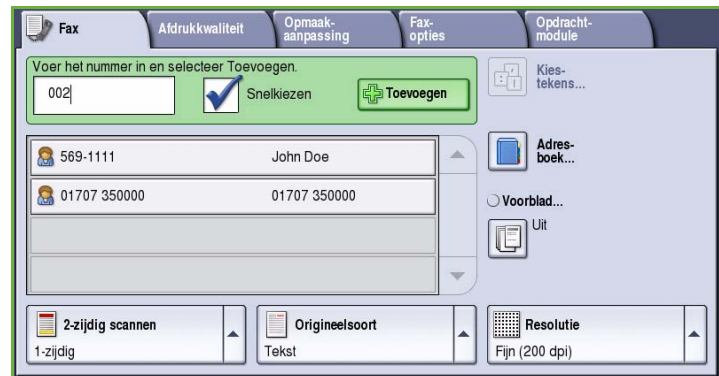 Fax
Afdrukkwaliteit
Opmaak-
aanpassing
Fax-
opties
Opdracht-
module
Voer het nummer in en selecteer Toevoegen.
002
Snelkiezen
Toevoegen
Kies-
tekens...
569-1111 John Doe
01707 350000 01707 350000
Adres-
boek...
Voorblad...
Uit
2-zijdig scannen
1-zijdig
Origineelsoort
Tekst
Resolutie
Fijn (200 dpi)